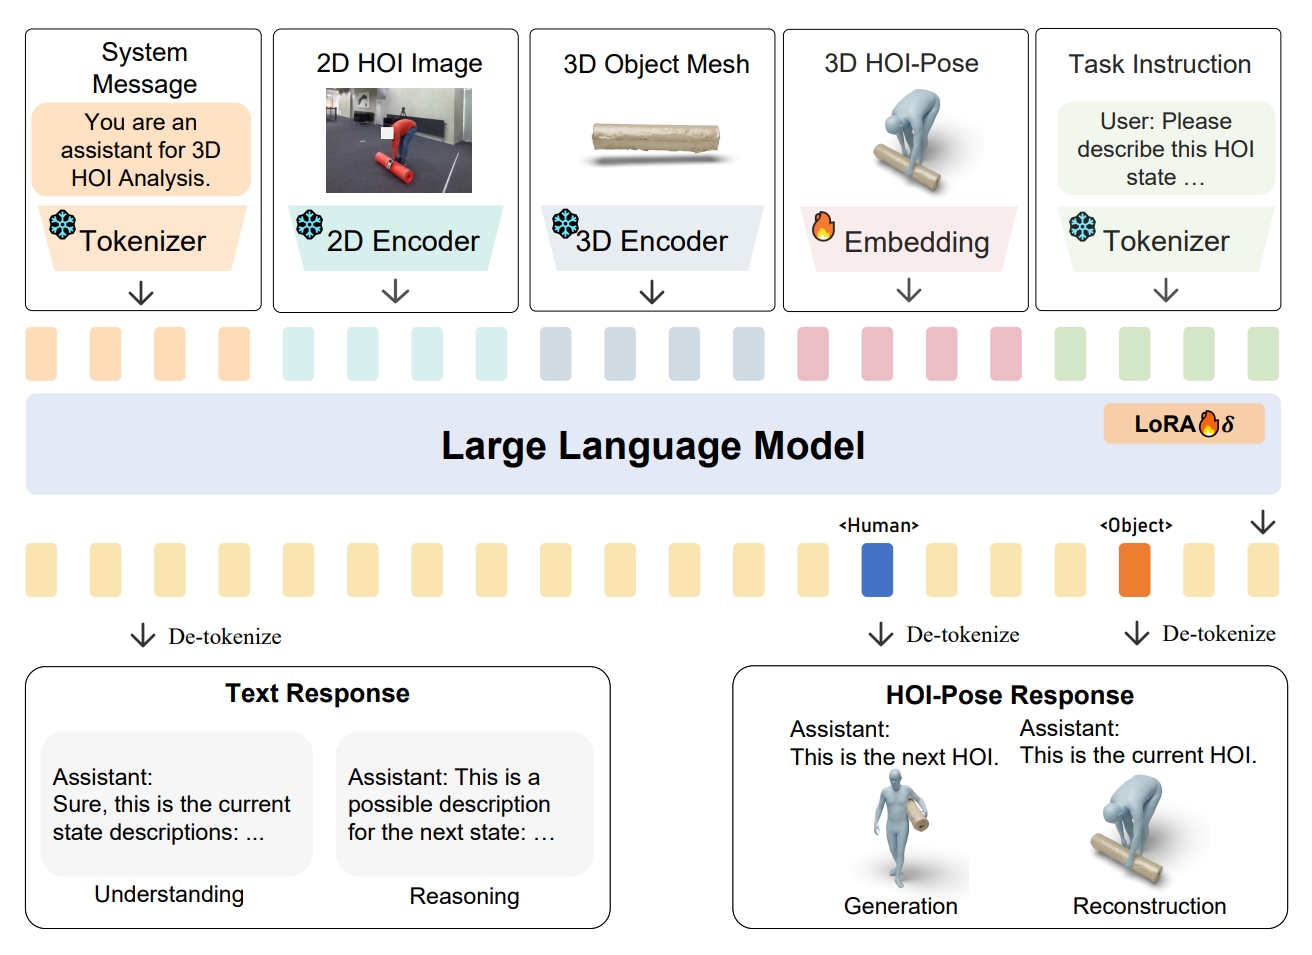 System
Message
You are an
assistant for 3D
HOI Analysis.
Tokenizer
2D HOI Image
2D Encoder
3D Object Mesh
3D Encoder
3D HOI-Pose
Embedding
Task Instruction
User: Please
describe this HOI
state …
Tokenizer
Large Language Model
LoRA δ
<Human>
<Object>
De-tokenize
De-tokenize
De-tokenize
Text Response
Assistant:
Sure, this is the current
state descriptions: ...
Understanding
Assistant: This is a
possible description
for the next state: …
Reasoning
HOI-Pose Response
Assistant:
This is the next HOI.
Generation
Assistant:
This is the current HOI.
Reconstruction